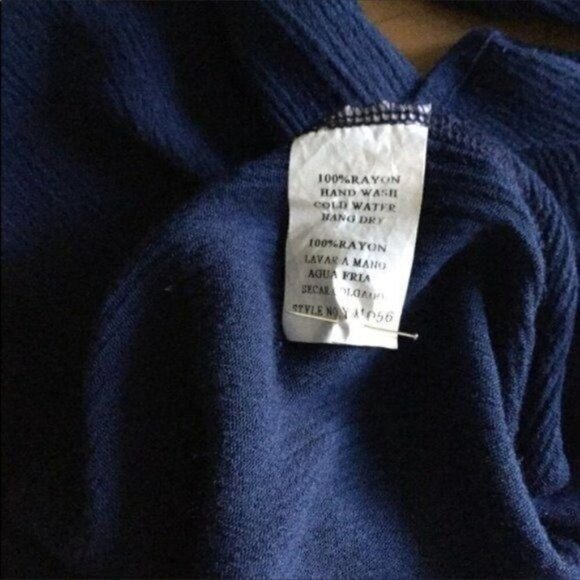 100%RAYON
HAND WASH
COLD WATER
HANG DRY
100%RAYON
LAVAR A MANO
AGUA FRIA
SECAR COLGADO
STYLE NO